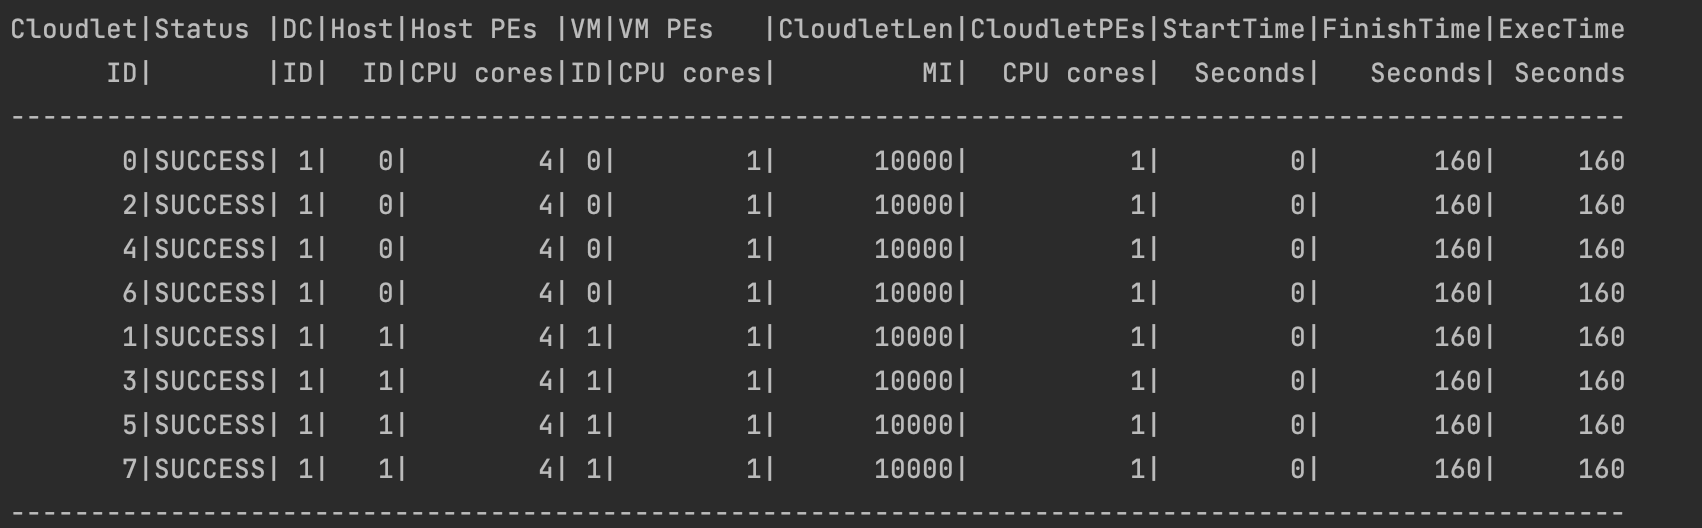 Cloudlet|Status |DC|Host|Host PEs |VM|VM PEs   |CloudletLen|CloudletPEs|StartTime|FinishTime|ExecTime
      ID|       |ID|  ID|CPU cores|ID|CPU cores|         MI|  CPU cores|  Seconds|   Seconds| Seconds
-----------------------------------------------------------------------------------------------------
       0|SUCCESS| 1|   0|        4| 0|        1|      10000|          1|        0|       160|     160
       2|SUCCESS| 1|   0|        4| 0|        1|      10000|          1|        0|       160|     160
       4|SUCCESS| 1|   0|        4| 0|        1|      10000|          1|        0|       160|     160
       6|SUCCESS| 1|   0|        4| 0|        1|      10000|          1|        0|       160|     160
       1|SUCCESS| 1|   1|        4| 1|        1|      10000|          1|        0|       160|     160
       3|SUCCESS| 1|   1|        4| 1|        1|      10000|          1|        0|       160|     160
       5|SUCCESS| 1|   1|        4| 1|        1|      10000|          1|        0|       160|     160
       7|SUCCESS| 1|   1|        4| 1|        1|      10000|          1|        0|       160|     160
-----------------------------------------------------------------------------------------------------